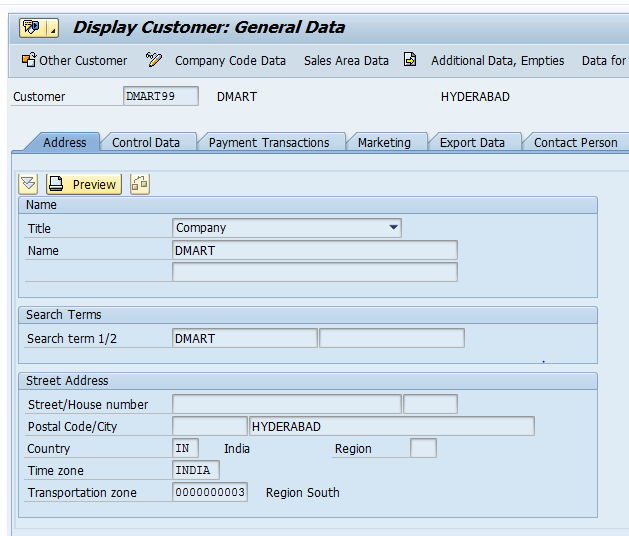 Display Customer: General Data
Other Customer Company Code Data Sales Area Data Additional Data, Empties Data for
Customer DMART99 DMART HYDERABAD
Address Control Data Payment Transactions Marketing Export Data Contact Person
Preview
Name
Title Company
Name DMART
Search Terms
Search term 1/2 DMART
Street Address
Street/House number
Postal Code/City HYDERABAD
Country IN India Region
Time zone INDIA
Transportation zone 0000000003 Region South